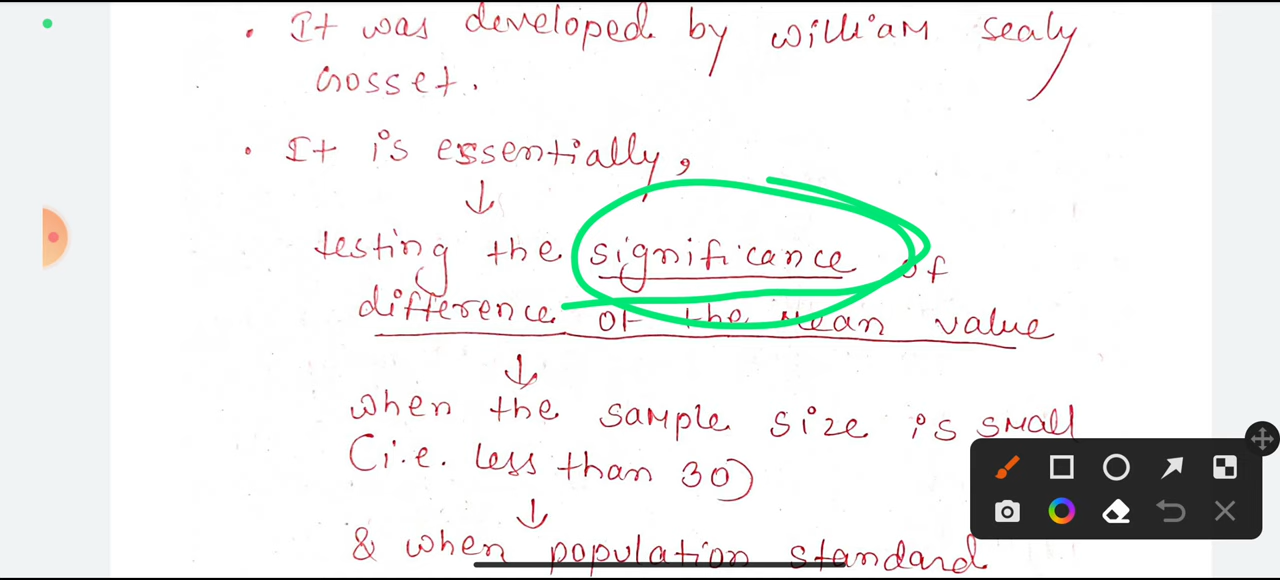 • It was developed by William Sealy
Gosset.
• It is essentially,
↓
testing the significance of
difference of the mean value
↓
when the sample size is small
(i.e. less than 30)
↓
& when population standard